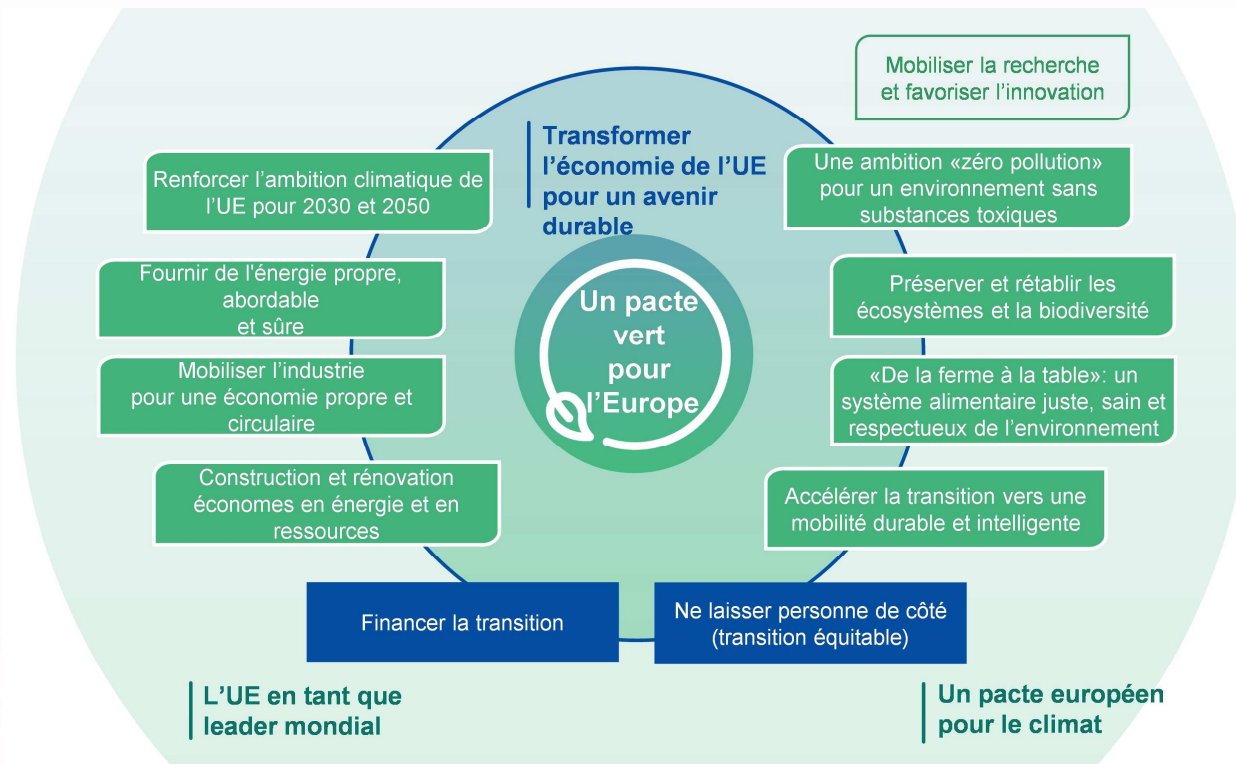 Mobiliser la recherche
et favoriser l’innovation
Transformer
l’économie de l’UE
pour un avenir
durable
Renforcer l’ambition climatique de
l’UE pour 2030 et 2050
Une ambition «zéro pollution»
pour un environnement sans
substances toxiques
Fournir de l'énergie propre,
abordable
et sûre
Préserver et rétablir les
écosystèmes et la biodiversité
Un pacte
vert
pour
l’Europe
Mobiliser l’industrie
pour une économie propre et
circulaire
«De la ferme à la table»: un
système alimentaire juste, sain et
respectueux de l’environnement
Construction et rénovation
économes en énergie et en
ressources
Accélérer la transition vers une
mobilité durable et intelligente
Financer la transition
Ne laisser personne de côté
(transition équitable)
L’UE en tant que
leader mondial
Un pacte européen
pour le climat